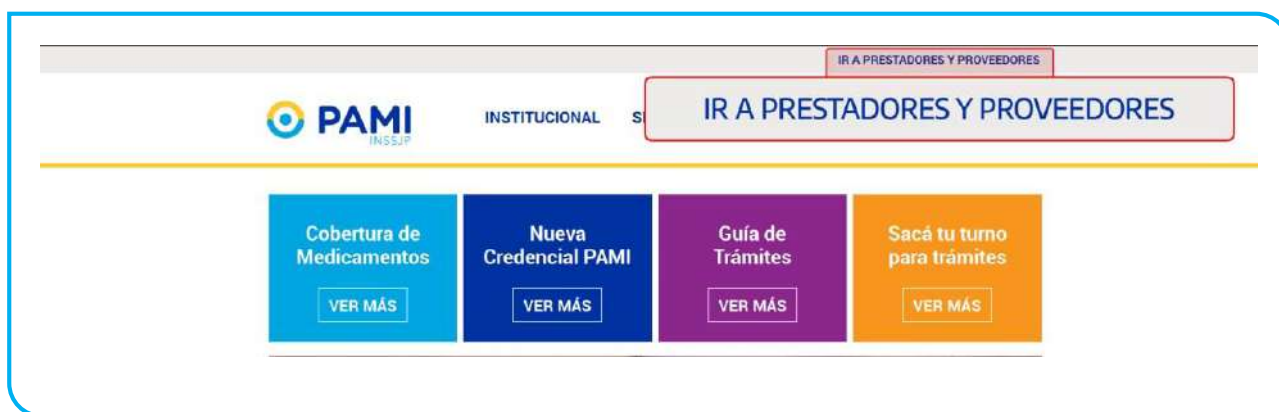 IR A PRESTADORES Y PROVEEDORES
IR A PRESTADORES Y PROVEEDORES
PAMI
INSSJP
INSTITUCIONAL
Cobertura de
Medicamentos
VER MÁS
Nueva
Credencial PAMI
VER MÁS
Guía de
Trámites
VER MÁS
Sacá tu turno
para trámites
VER MÁS